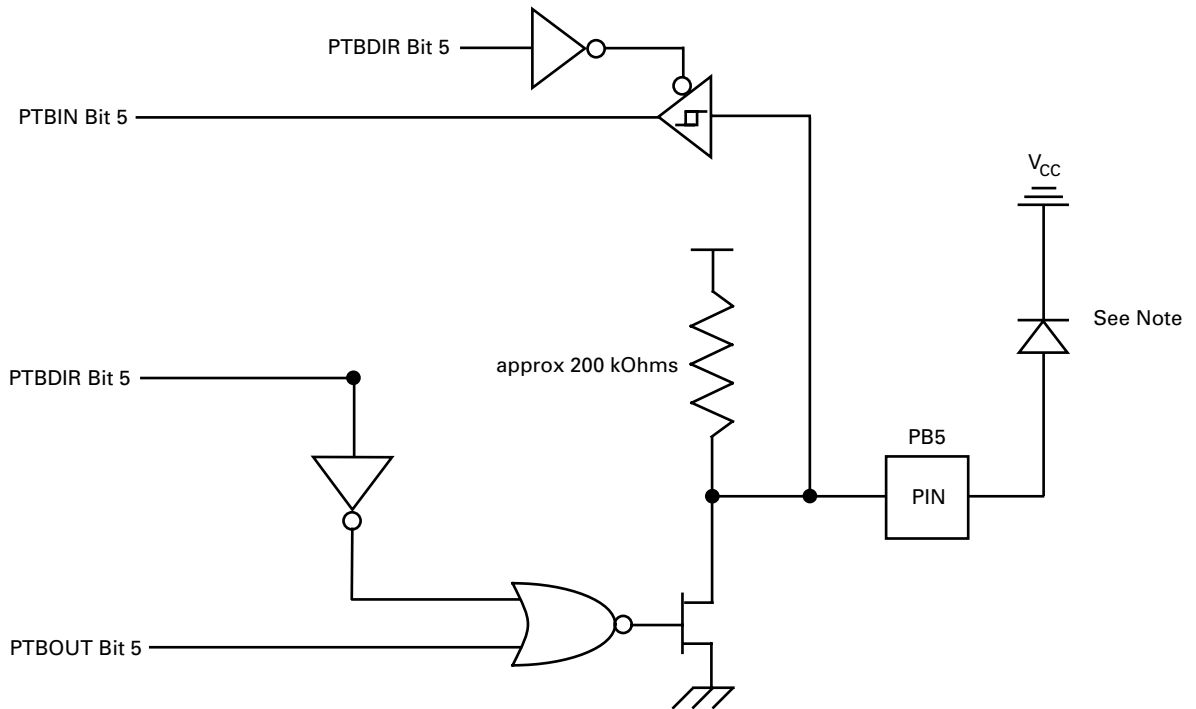 PTBDIR Bit 5
PTBIN Bit 5
VCC
See Note
approx 200 kOhms
PTBDIR Bit 5
PB5
PIN
PTBOUT Bit 5